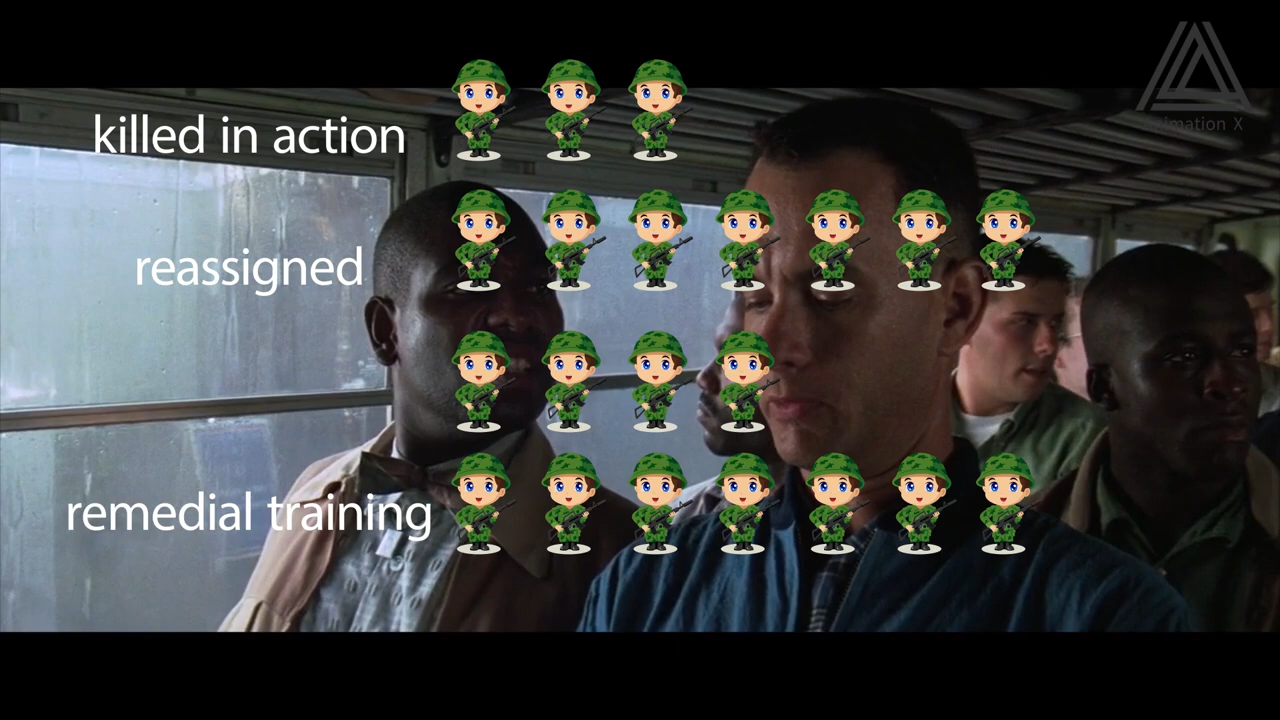 killed in action
reassigned
remedial training